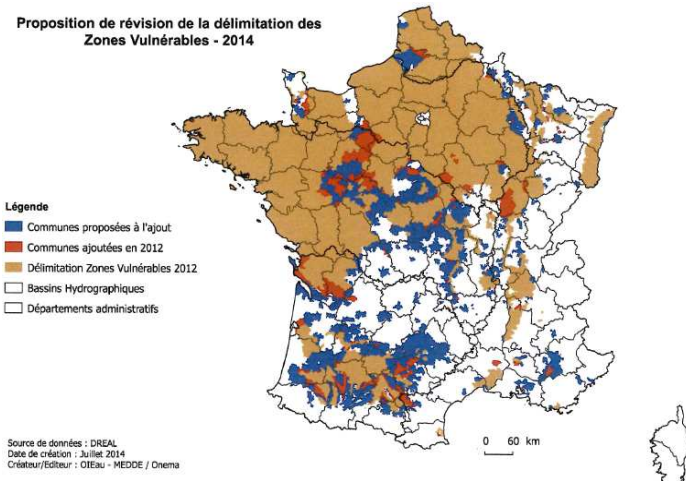 Proposition de révision de la délimitation des
Zones Vulnérables - 2014
Légende
Communes proposées à l'ajout
Communes ajoutées en 2012
Délimitation Zones Vulnérables 2012
Bassins Hydrographiques
Départements administratifs
Source de données : DREAL
Date de création : Juillet 2014
Créateur/Editeur : OIEau - MEDDE / Onema
0 60 km